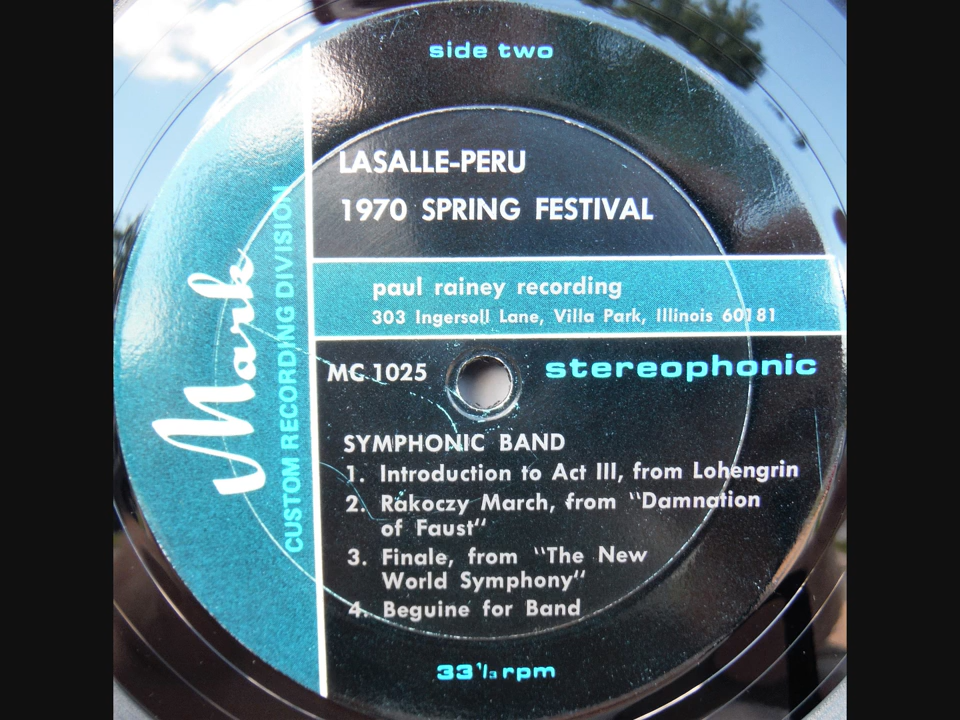 side two
LASALLE-PERU
1970 SPRING FESTIVAL
Mark
CUSTOM RECORDING DIVISION
paul rainey recording
303 Ingersoll Lane, Villa Park, Illinois 60181
MC 1025
stereophonic
SYMPHONIC BAND
1. Introduction to Act III, from Lohengrin
2. Rakoczy March, from "Damnation
of Faust"
3. Finale, from "The New
World Symphony"
4. Beguine for Band
33⅓ rpm